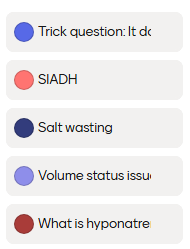 Trick question: It do
SIADH
Salt wasting
Volume status issu
What is hyponatre